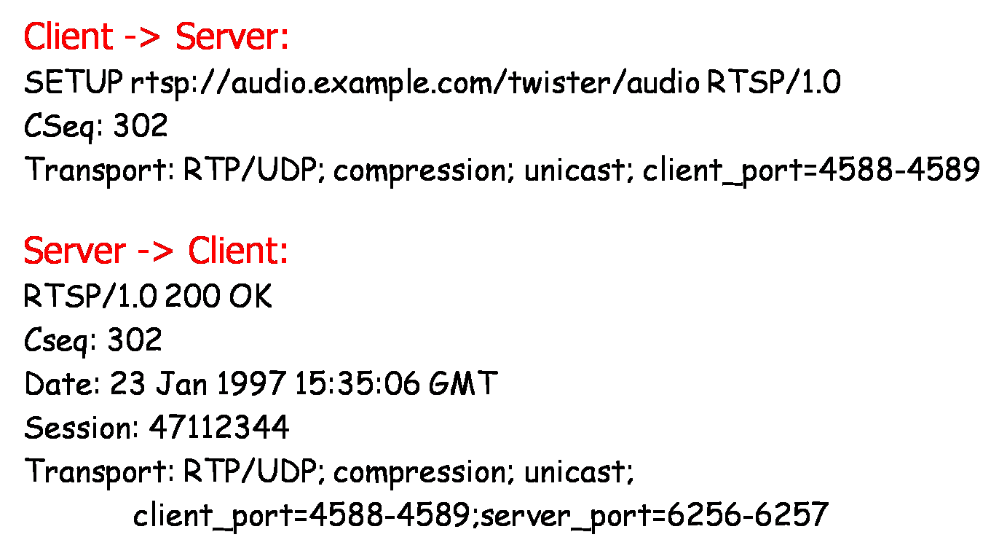 Client -> Server:
SETUP rtsp://audio.example.com/twister/audio RTSP/1.0
CSeq: 302
Transport: RTP/UDP; compression; unicast; client_port=4588-4589
Server -> Client:
RTSP/1.0 200 OK
Cseq: 302
Date: 23 Jan 1997 15:35:06 GMT
Session: 47112344
Transport: RTP/UDP; compression; unicast;
client_port=4588-4589;server_port=6256-6257